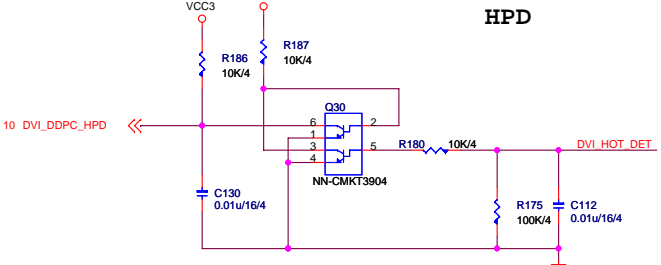 VCC3
HPD
R186
10K/4
R187
10K/4
Q30
10 DVI_DDPC_HPD
6
1
3
4
2
5
R180
10K/4
DVI_HOT_DET
NN-CMKT3904
C130
0.01u/16/4
R175
100K/4
C112
0.01u/16/4